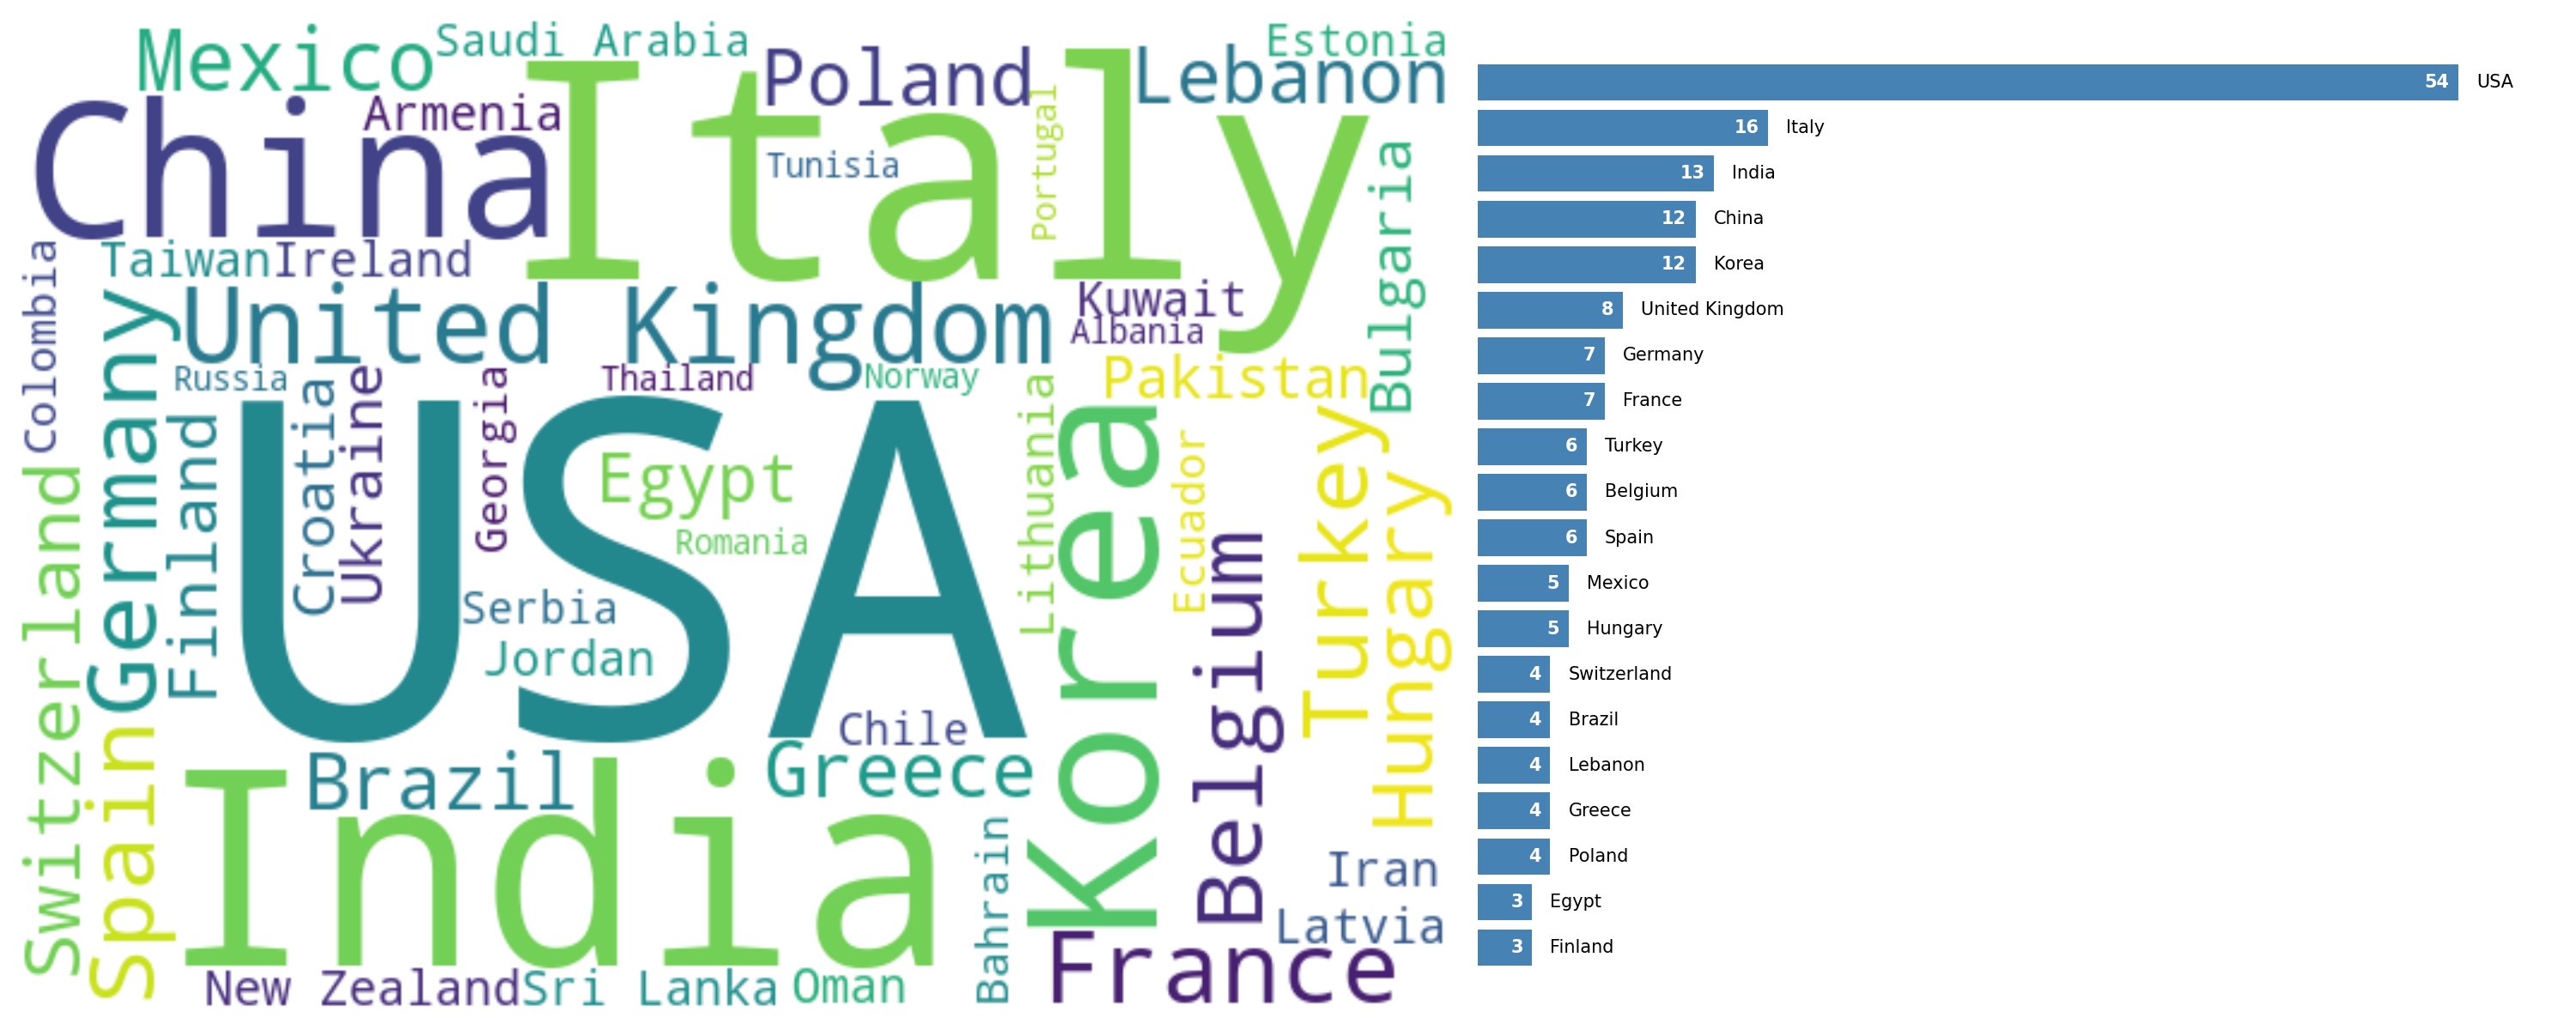 Mexico
Saudi Arabia
Estonia
Italy
Poland
Lebanon
China
Armenia
Portugal
Tunisia
Bulgaria
Colombia
Taiwan
Ireland
Germany
United Kingdom
Kuwait
Albania
Russia
Thailand
Norway
Pakistan
Croatia
Ukraine
Georgia
Lithuania
Korea
Turkey
Finland
USA
Egypt
Ecuador
Hungary
Switzerland
Romania
Belgium
Serbia
Jordan
Chile
Spain
Brazil
Greece
India
Bahrain
Iran
Latvia
New Zealand
Sri Lanka
Oman
France
54 USA
16 Italy
13 India
12 China
12 Korea
8 United Kingdom
7 Germany
7 France
6 Turkey
6 Belgium
6 Spain
5 Mexico
5 Hungary
4 Switzerland
4 Brazil
4 Lebanon
4 Greece
4 Poland
3 Egypt
3 Finland